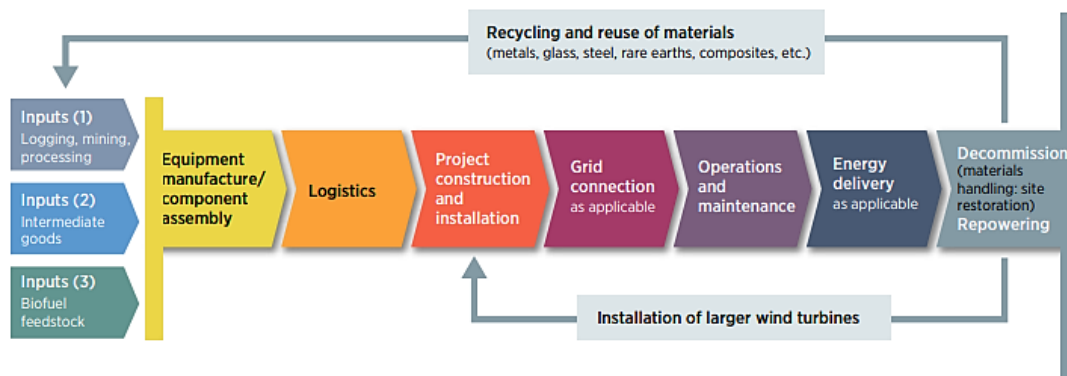 Recycling and reuse of materials
(metals, glass, steel, rare earths, composites, etc.)
Inputs (1)
Logging, mining,
processing
Inputs (2)
Intermediate
goods
Inputs (3)
Biofuel
feedstock
Equipment
manufacture/
component
assembly
Logistics
Project
construction
and
installation
Grid
connection
as applicable
Operations
and
maintenance
Energy
delivery
as applicable
Decommission
(materials
handling: site
restoration)
Repowering
Installation of larger wind turbines